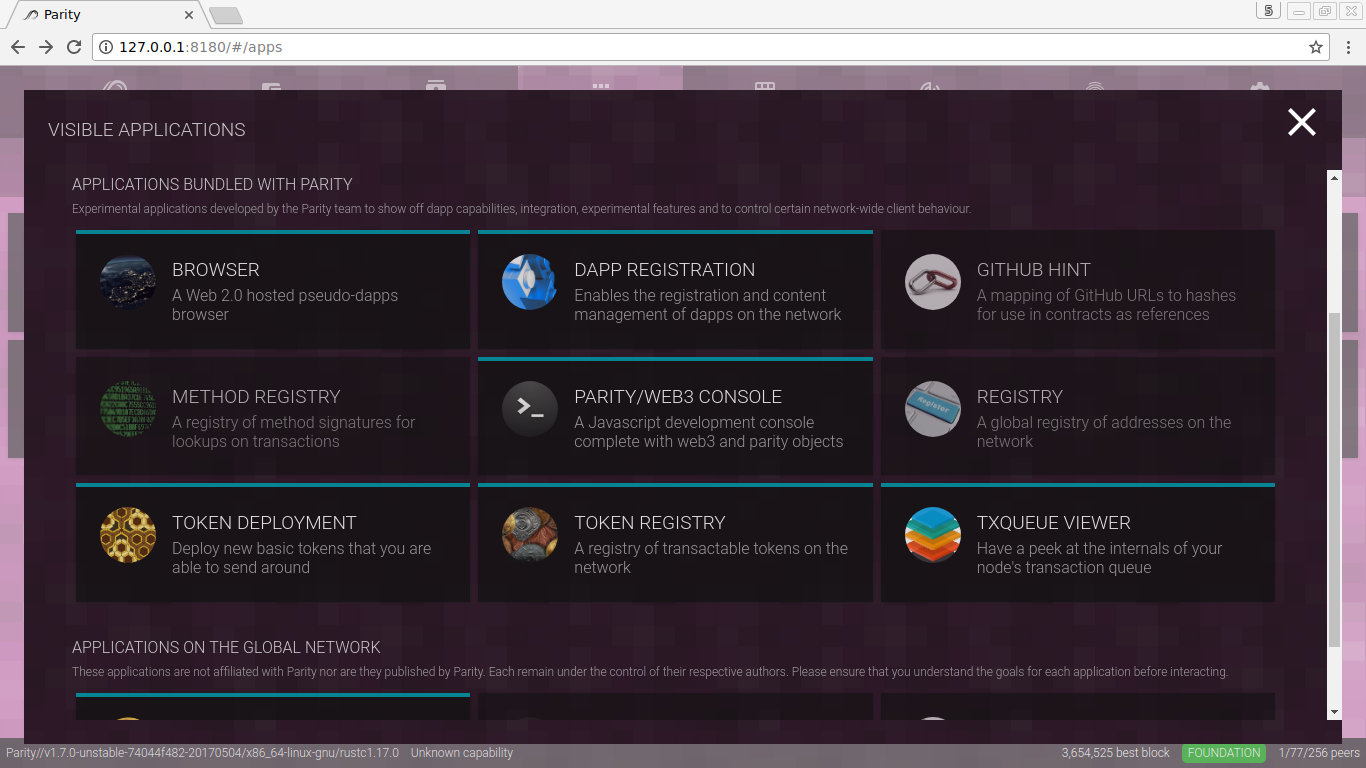 Parity
5
127.0.0.1:8180/#/apps
VISIBLE APPLICATIONS
APPLICATIONS BUNDLED WITH PARITY
Experimental applications developed by the Parity team to show off dapp capabilities, integration, experimental features and to control certain network-wide client behaviour.
BROWSER
A Web 2.0 hosted pseudo-dapps
browser
DAPP REGISTRATION
Enables the registration and content
management of dapps on the network
GITHUB HINT
A mapping of GitHub URLs to hashes
for use in contracts as references
METHOD REGISTRY
A registry of method signatures for
lookups on transactions
PARITY/WEB3 CONSOLE
A Javascript development console
complete with web3 and parity objects
Register
REGISTRY
A global registry of addresses on the
network
TOKEN DEPLOYMENT
Deploy new basic tokens that you are
able to send around
TOKEN REGISTRY
A registry of transactable tokens on the
network
TXQUEUE VIEWER
Have a peek at the internals of your
node's transaction queue
APPLICATIONS ON THE GLOBAL NETWORK
These applications are not affiliated with Parity nor are they published by Parity. Each remain under the control of their respective authors. Please ensure that you understand the goals for each application before interacting.
Parity//v1.7.0-unstable-74044f482-20170504/x86_64-linux-gnu/rustc1.17.0 Unknown capability 3,654,525 best block FOUNDATION 1/77/256 peers